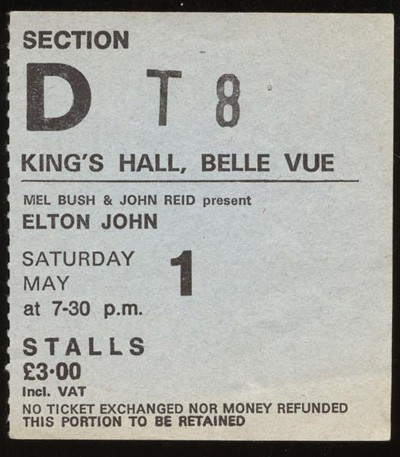 SECTION
D T 8
KING'S HALL, BELLE VUE
MEL BUSH & JOHN REID present
ELTON JOHN
SATURDAY
MAY 1
at 7-30 p.m.
STALLS
£3·00
Incl. VAT
NO TICKET EXCHANGED NOR MONEY REFUNDED
THIS PORTION TO BE RETAINED